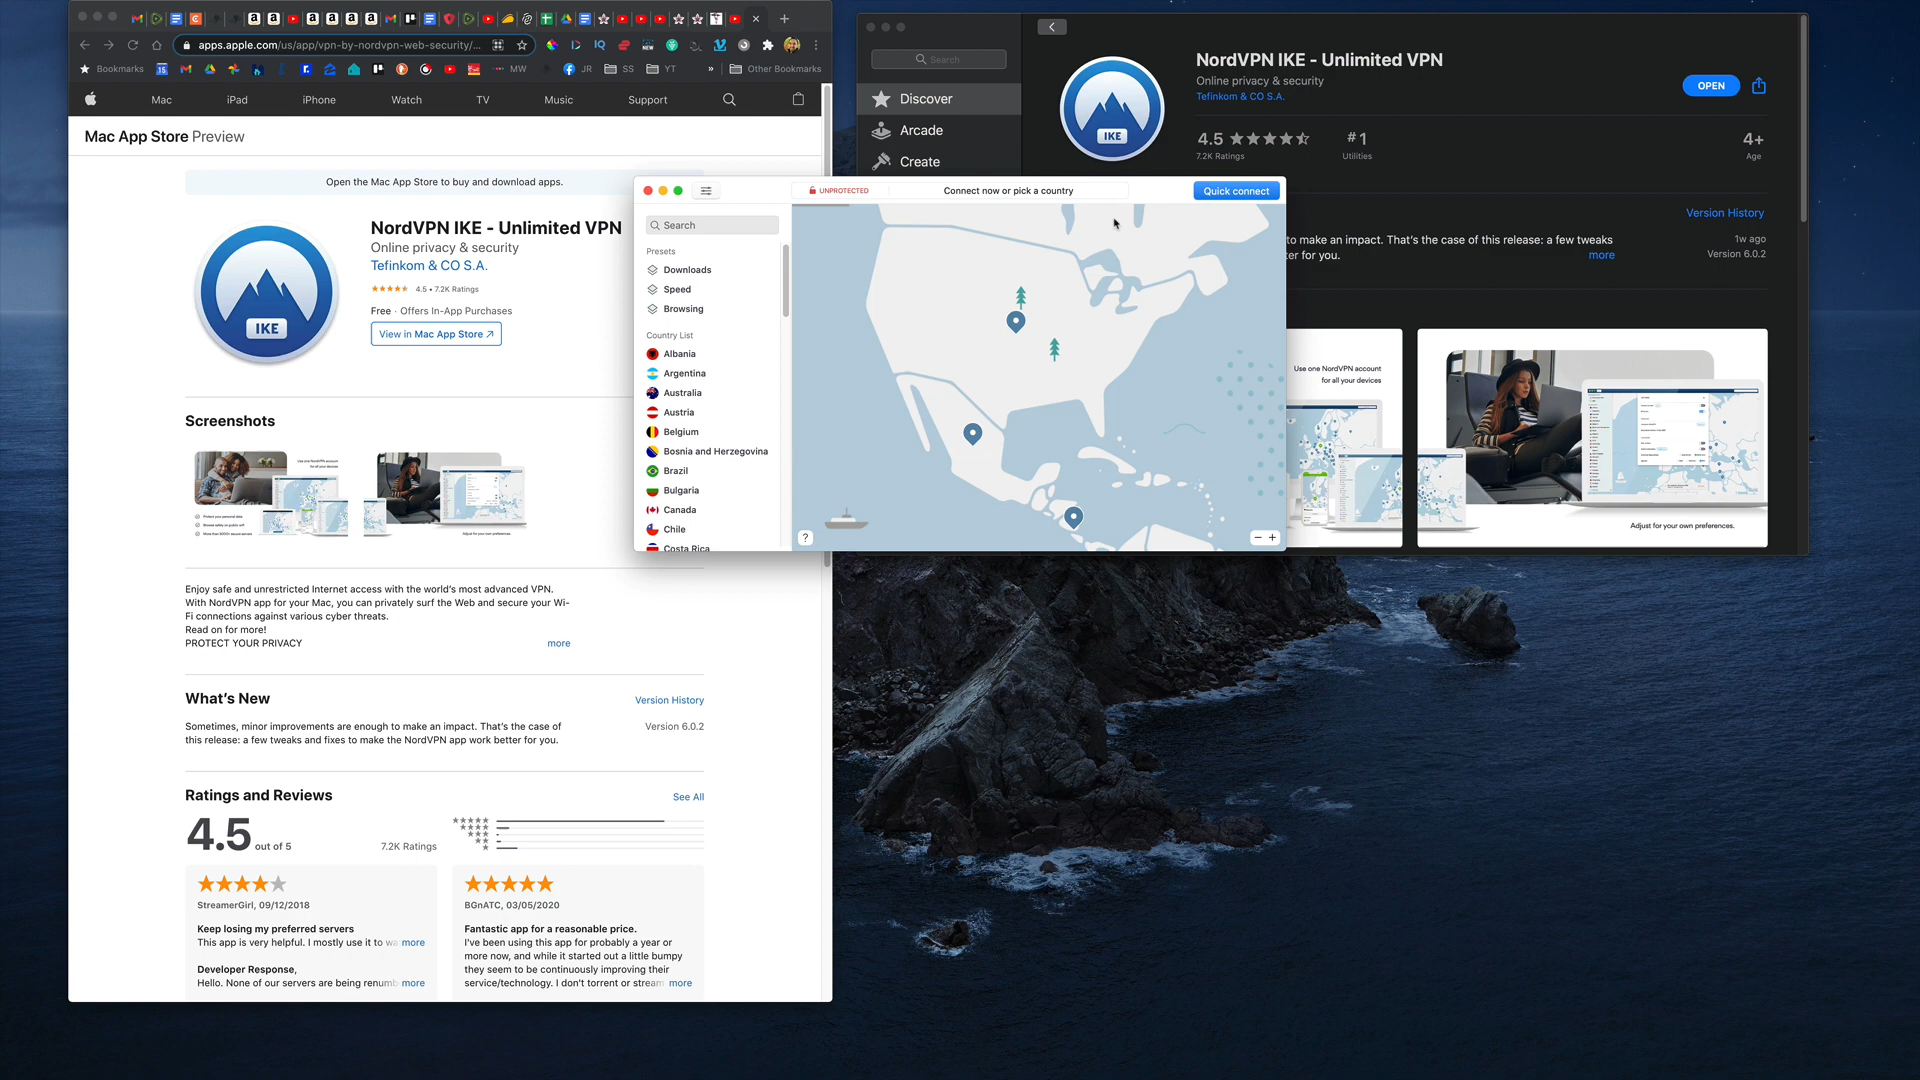 apps.apple.com/us/app/vpn-by-nordvpn-web-security/...
Bookmarks
MW
JR
SS
YT
»
Other Bookmarks
Mac
iPad
iPhone
Watch
TV
Music
Support
Mac App Store Preview
Open the Mac App Store to buy and download apps.
IKE
NordVPN IKE - Unlimited VPN
Online privacy & security
Tefinkom & CO S.A.
4.5 • 7.2K Ratings
Free · Offers In-App Purchases
View in Mac App Store ↗
Screenshots
Enjoy safe and unrestricted Internet access with the world's most advanced VPN.
With NordVPN app for your Mac, you can privately surf the Web and secure your Wi-
Fi connections against various cyber threats.
Read on for more!
PROTECT YOUR PRIVACY
more
What's New
Version History
Sometimes, minor improvements are enough to make an impact. That's the case of
this release: a few tweaks and fixes to make the NordVPN app work better for you.
Version 6.0.2
Ratings and Reviews
See All
4.5 out of 5
7.2K Ratings
StreamerGirl, 09/12/2018
Keep losing my preferred servers
This app is very helpful. I mostly use it to wa more
Developer Response,
Hello. None of our servers are being renumb more
BGnATC, 03/05/2020
Fantastic app for a reasonable price.
I've been using this app for probably a year or
more now, and while it started out a little bumpy
they seem to be continuously improving their
service/technology. I don't torrent or stream more
UNPROTECTED
Connect now or pick a country
Quick connect
Search
Presets
Downloads
Speed
Browsing
Country List
Albania
Argentina
Australia
Austria
Belgium
Bosnia and Herzegovina
Brazil
Bulgaria
Canada
Chile
Costa Rica
?
− +
Search
Discover
Arcade
Create
IKE
NordVPN IKE - Unlimited VPN
Online privacy & security
Tefinkom & CO S.A.
OPEN
4.5
7.2K Ratings
#1
Utilities
4+
Age
Version History
to make an impact. That's the case of this release: a few tweaks
er for you.
more
1w ago
Version 6.0.2
Use one NordVPN account
for all your devices
Adjust for your own preferences.